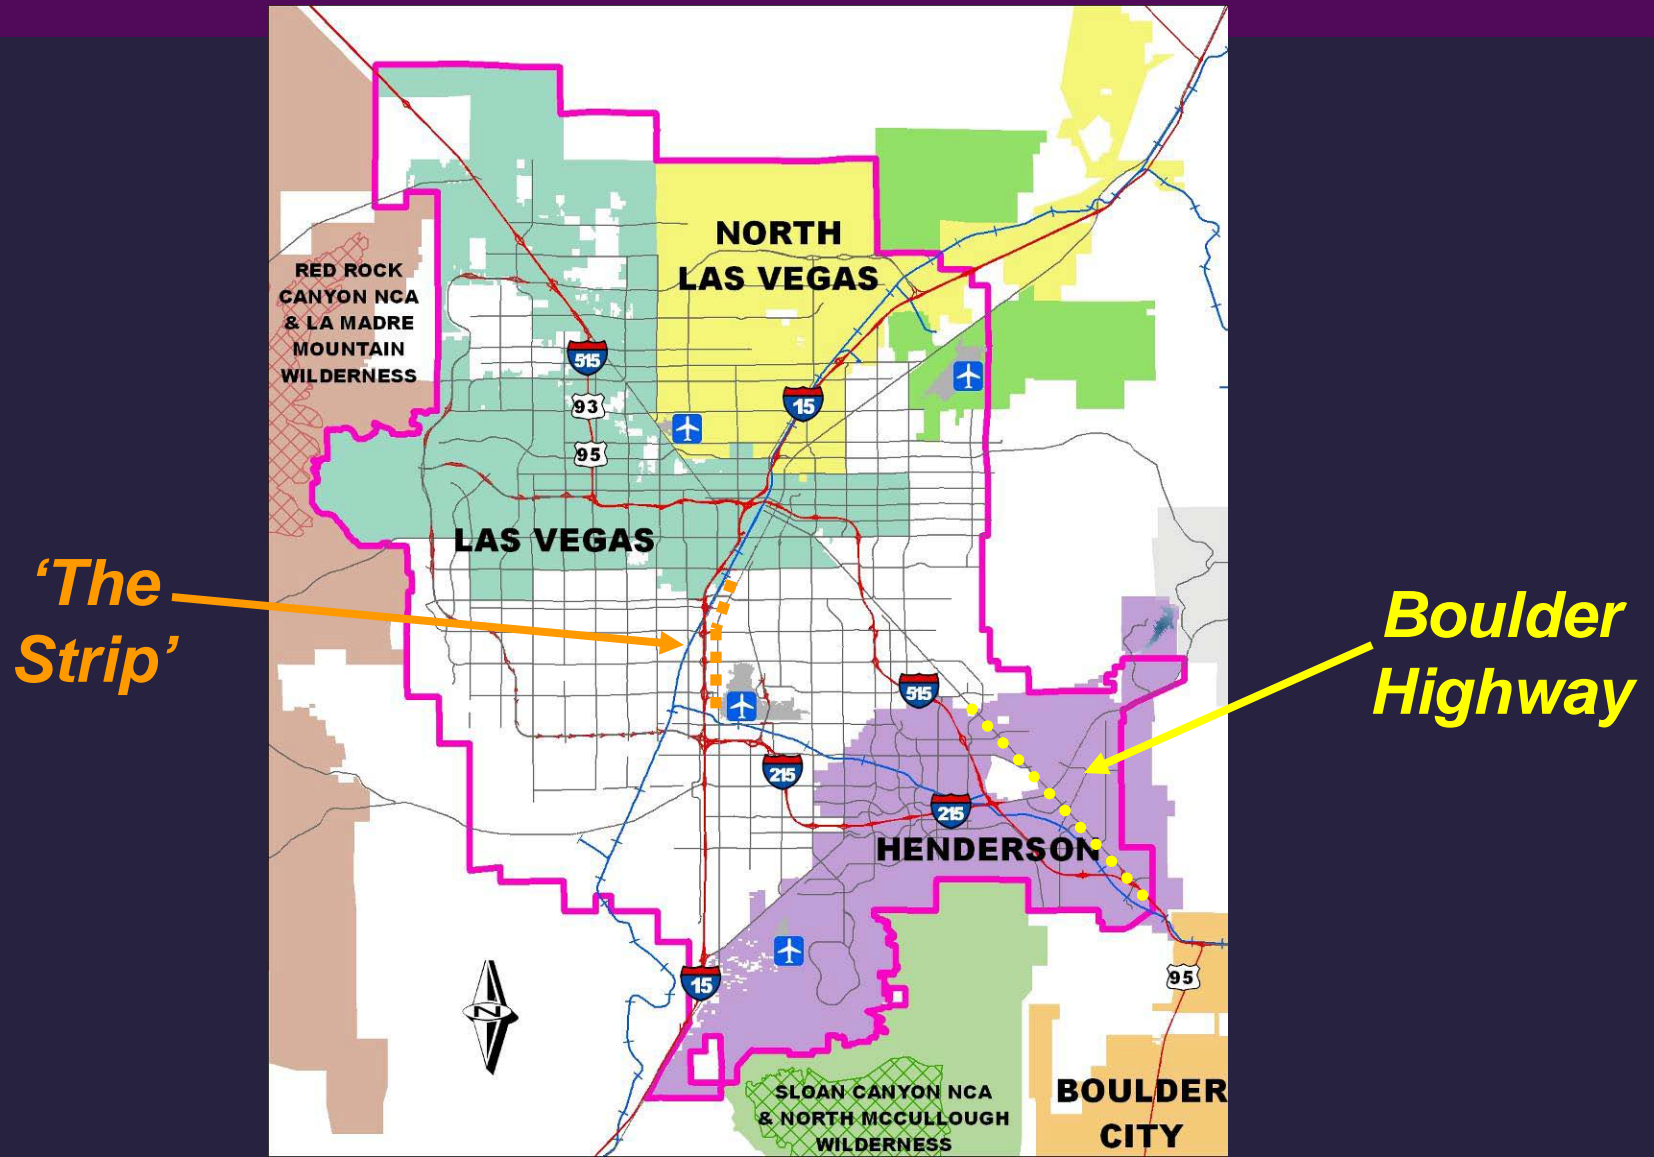 NORTH
LAS VEGAS
RED ROCK
CANYON NCA
& LA MADRE
MOUNTAIN
WILDERNESS
515
93
15
95
LAS VEGAS
‘The
Strip’
Boulder
Highway
515
215
215
HENDERSON
15
95
N
SLOAN CANYON NCA
& NORTH MCCULLOUGH
WILDERNESS
BOULDER
CITY